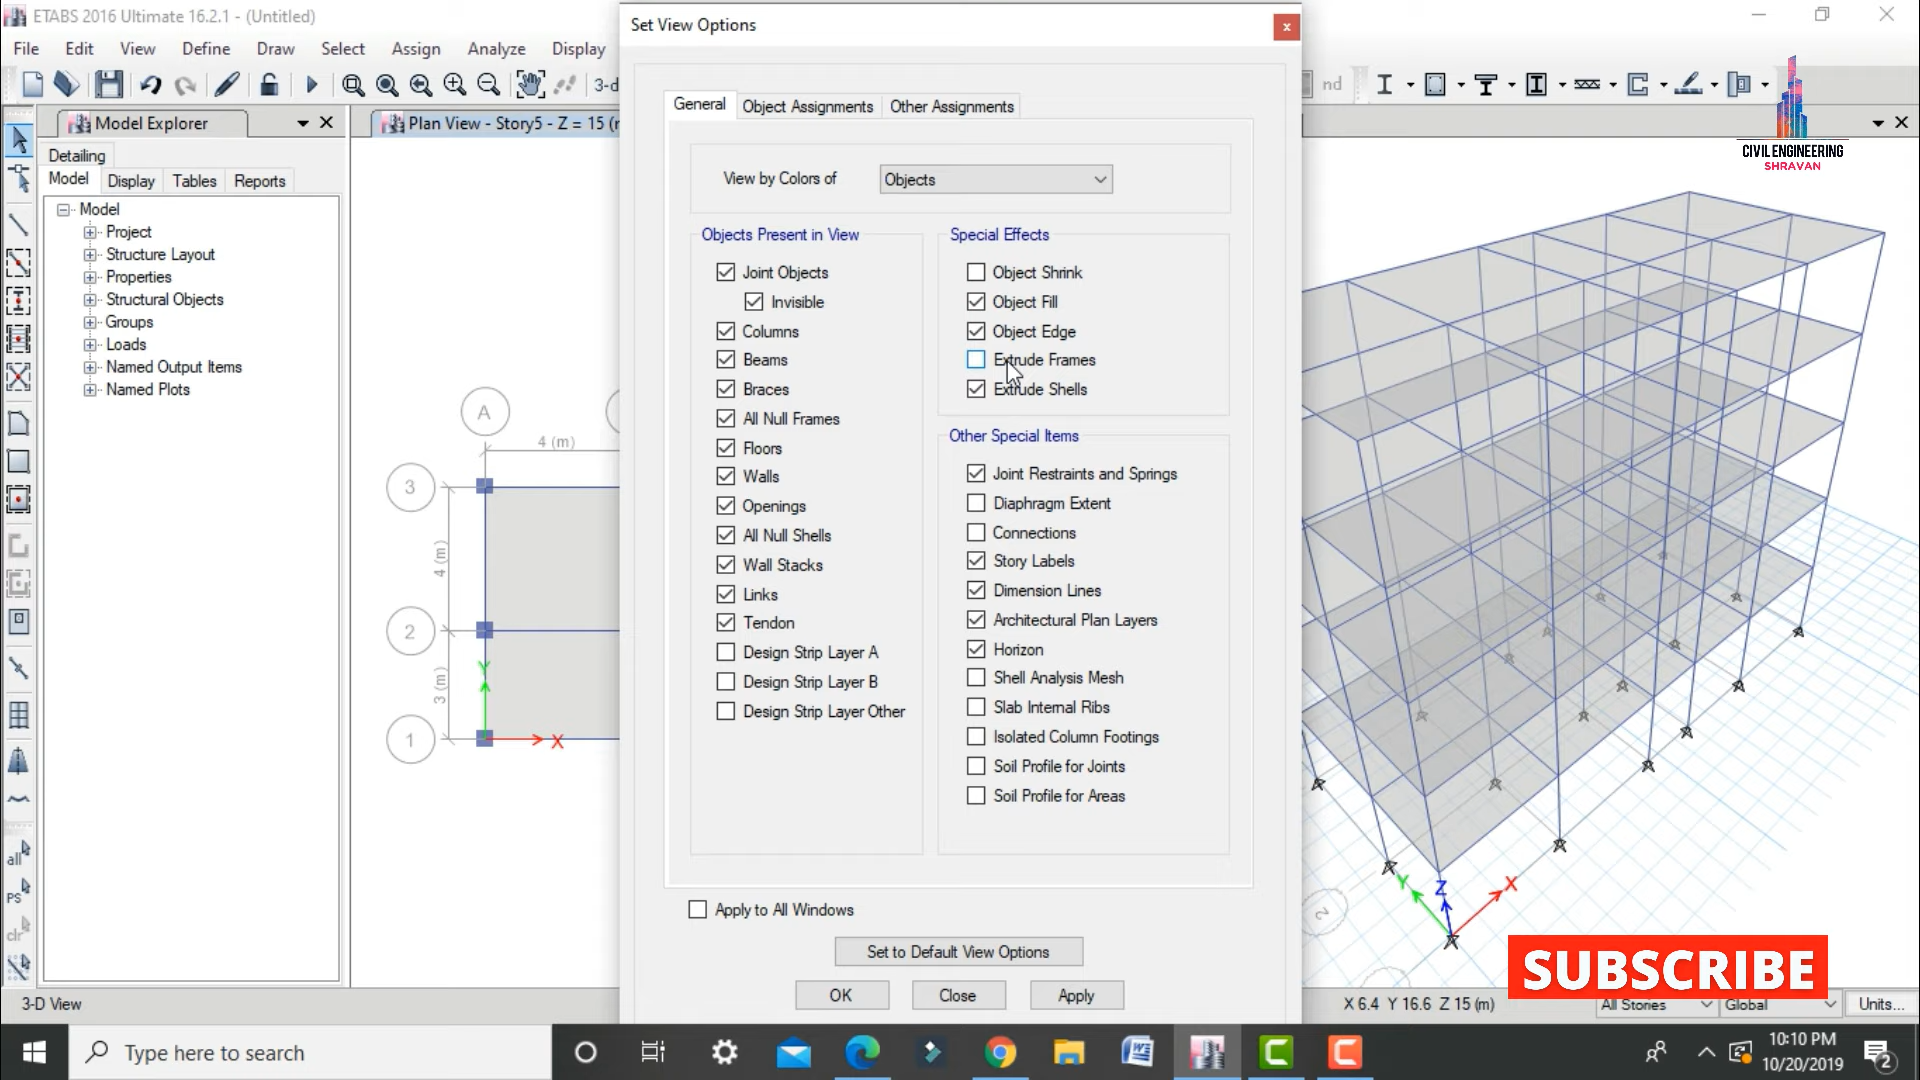 ETABS 2016 Ultimate 16.2.1 - (Untitled)
File Edit View Define Draw Select Assign Analyze Display
3-d
nd
Model Explorer
Detailing
Model Display Tables Reports
Model
Project
Structure Layout
Properties
Structural Objects
Groups
Loads
Named Output Items
Named Plots
all
PS
clr
Plan View - Story5 - Z = 15 (m
A
4 (m)
3
4 (m)
2
3 (m)
1
Y
X
Set View Options
x
General Object Assignments Other Assignments
View by Colors of Objects
Objects Present in View
Joint Objects
Invisible
Columns
Beams
Braces
All Null Frames
Floors
Walls
Openings
All Null Shells
Wall Stacks
Links
Tendon
Design Strip Layer A
Design Strip Layer B
Design Strip Layer Other
Special Effects
Object Shrink
Object Fill
Object Edge
Extrude Frames
Extrude Shells
Other Special Items
Joint Restraints and Springs
Diaphragm Extent
Connections
Story Labels
Dimension Lines
Architectural Plan Layers
Horizon
Shell Analysis Mesh
Slab Internal Ribs
Isolated Column Footings
Soil Profile for Joints
Soil Profile for Areas
Apply to All Windows
Set to Default View Options
OK Close Apply
CIVIL ENGINEERING
SHRAVAN
Y Z X
2
SUBSCRIBE
3-D View
X 6.4 Y 16.6 Z 15 (m)
All Stories Global Units...
Type here to search
10:10 PM
10/20/2019
2